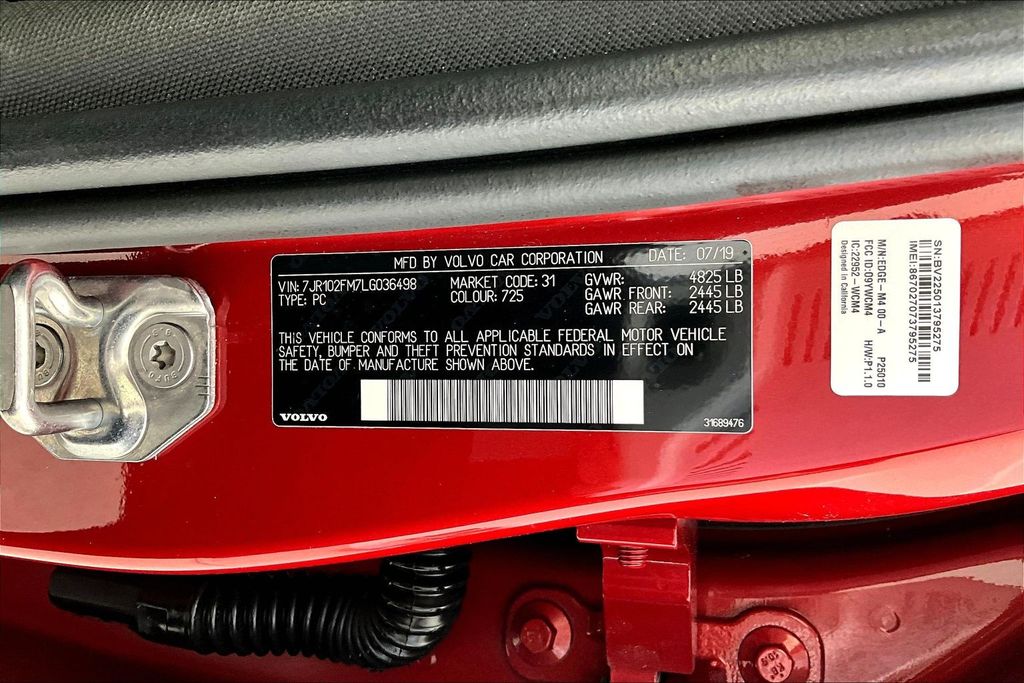 MFD BY VOLVO CAR CORPORATION DATE: 07/19
VIN: 7JR102FM7LG036498 MARKET CODE: 31 GVWR: 4825 LB
TYPE: PC COLOUR: 725 GAWR FRONT: 2445 LB
GAWR REAR: 2445 LB
THIS VEHICLE CONFORMS TO ALL APPLICABLE FEDERAL MOTOR VEHICLE
SAFETY, BUMPER AND THEFT PREVENTION STANDARDS IN EFFECT ON
THE DATE OF MANUFACTURE SHOWN ABOVE.
VOLVO
31689476
SN:BV225013795275
IMEI:867027073795275
M/N:EDGE-M4 00-A P25010
FCC ID:D9YWCM4 H/W:P1.1.0
IC:22952-WCM4
Designed in California